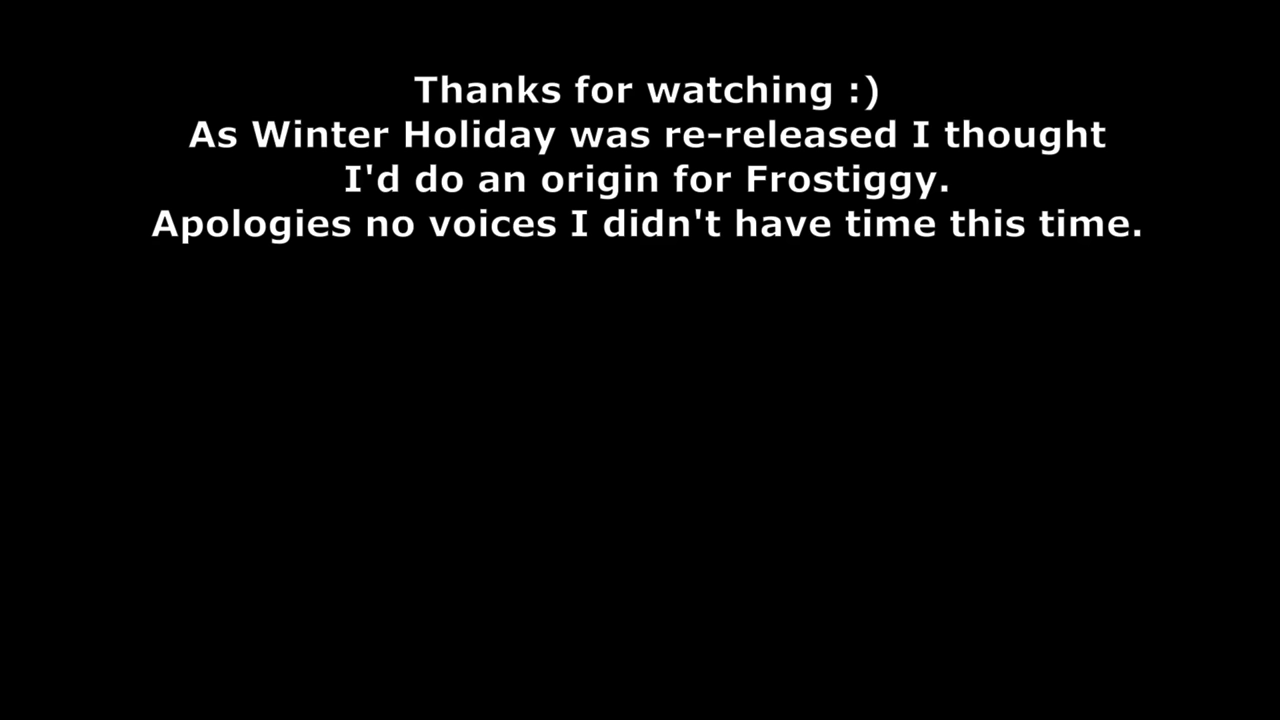 Thanks for watching :)
As Winter Holiday was re-released I thought
I'd do an origin for Frostiggy.
Apologies no voices I didn't have time this time.